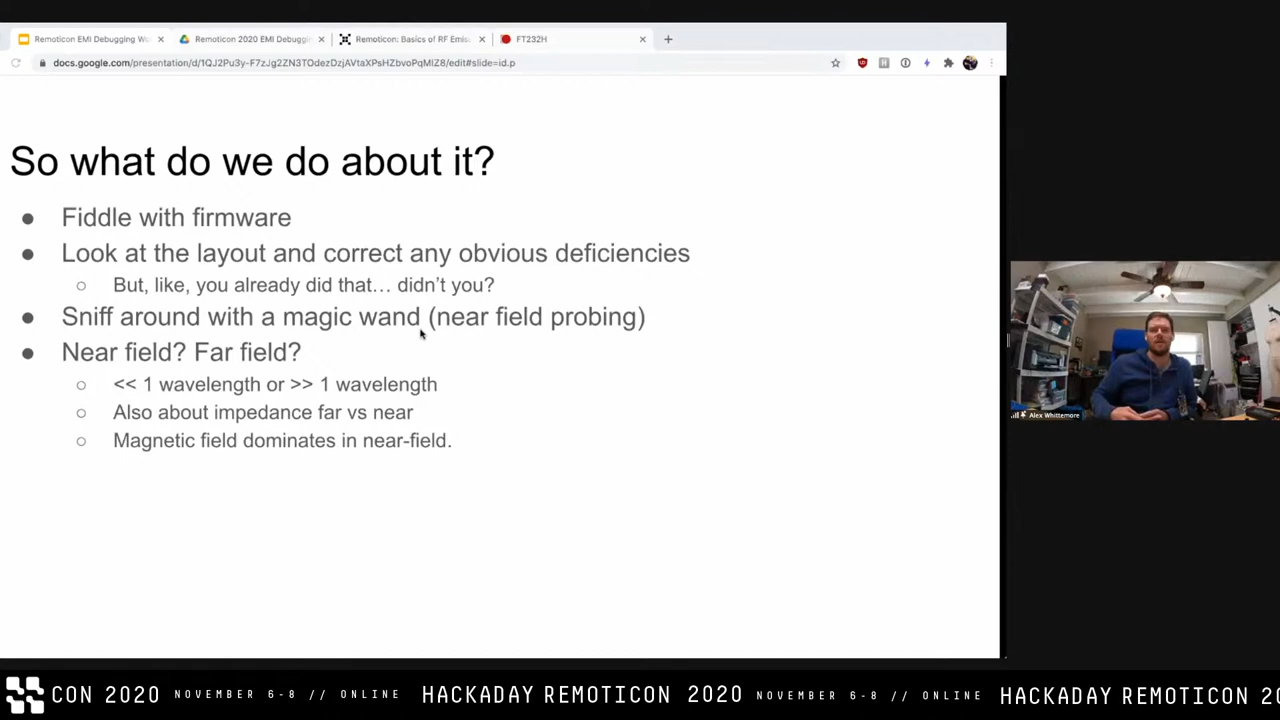 Remoticon EMI Debugging Wo
Remoticon 2020 EMI Debuggin
Remoticon: Basics of RF Emis
FT232H
docs.google.com/presentation/d/1QJ2Pu3y-F7zJg2ZN3TOdezDzjAVtaXPsHZbvoPqMIZ8/edit#slide=id.p
So what do we do about it?
● Fiddle with firmware
● Look at the layout and correct any obvious deficiencies
○ But, like, you already did that… didn’t you?
● Sniff around with a magic wand (near field probing)
● Near field? Far field?
○ << 1 wavelength or >> 1 wavelength
○ Also about impedance far vs near
○ Magnetic field dominates in near-field.
Alex Whittemore
CON 2020 NOVEMBER 6-8 // ONLINE HACKADAY REMOTICON 2020 NOVEMBER 6-8 // ONLINE HACKADAY REMOTICON 20